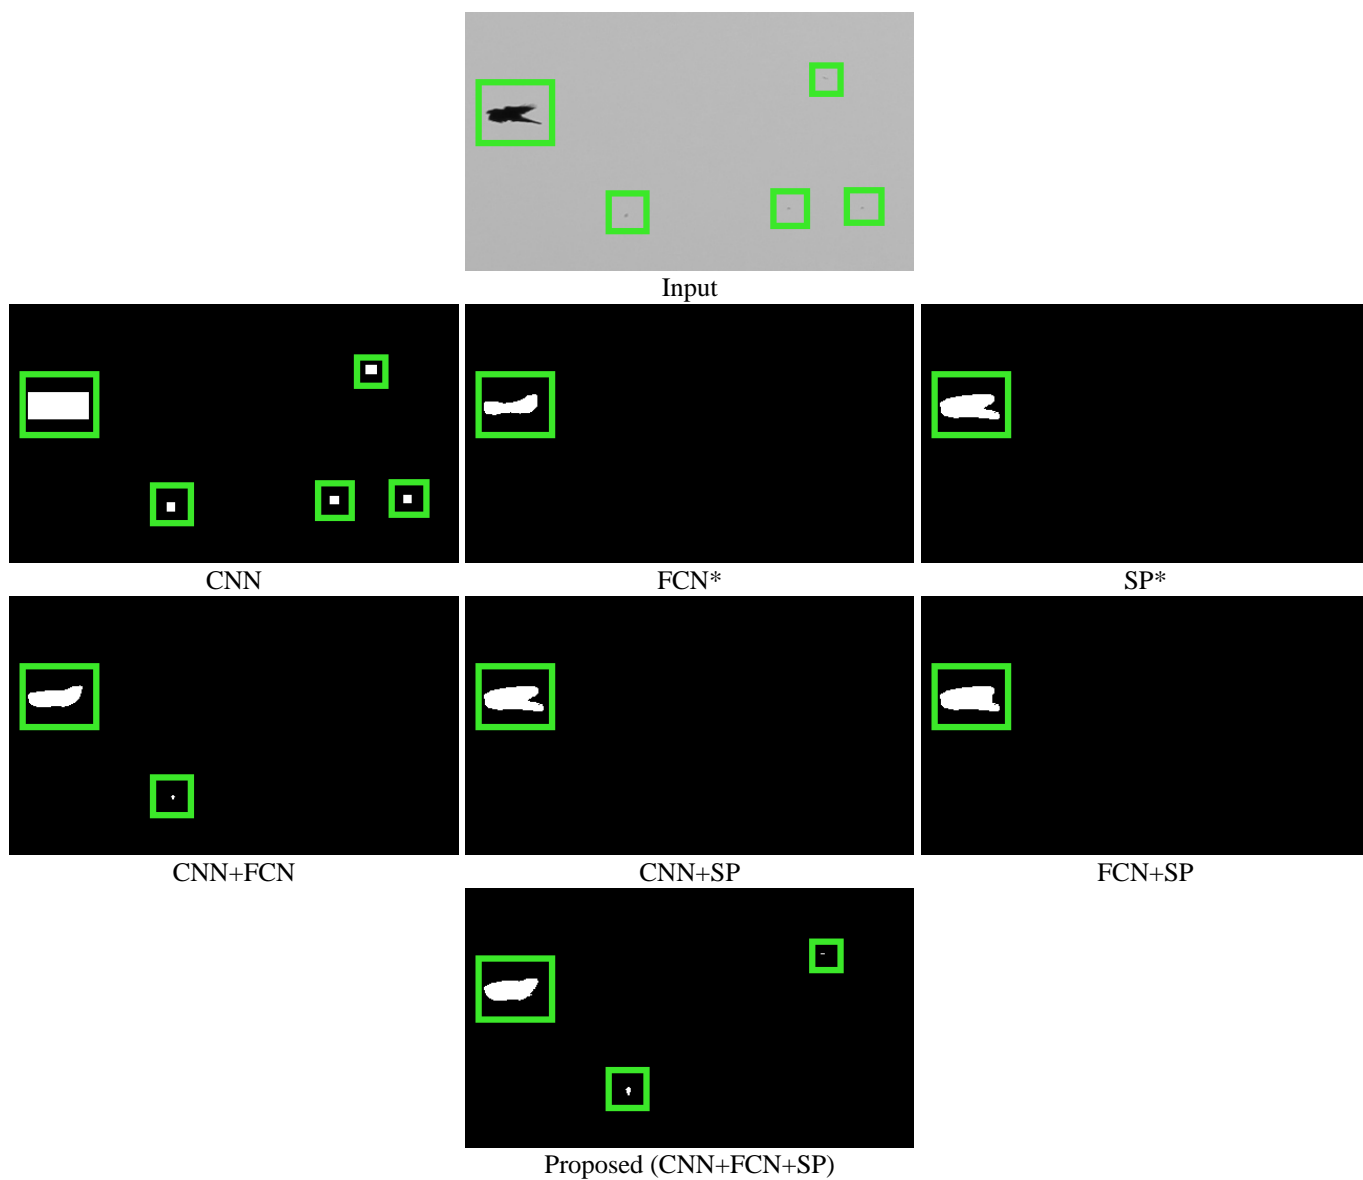 Input
CNN
FCN*
SP*
CNN+FCN
CNN+SP
FCN+SP
Proposed (CNN+FCN+SP)